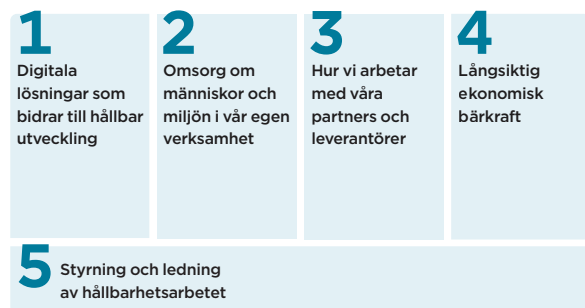 1
Digitala
lösningar som
bidrar till hållbar
utveckling
2
Omsorg om
människor och
miljön i vår egen
verksamhet
3
Hur vi arbetar
med våra
partners och
leverantörer
4
Långsiktig
ekonomisk
bärkraft
5
Styrning och ledning
av hållbarhetsarbetet